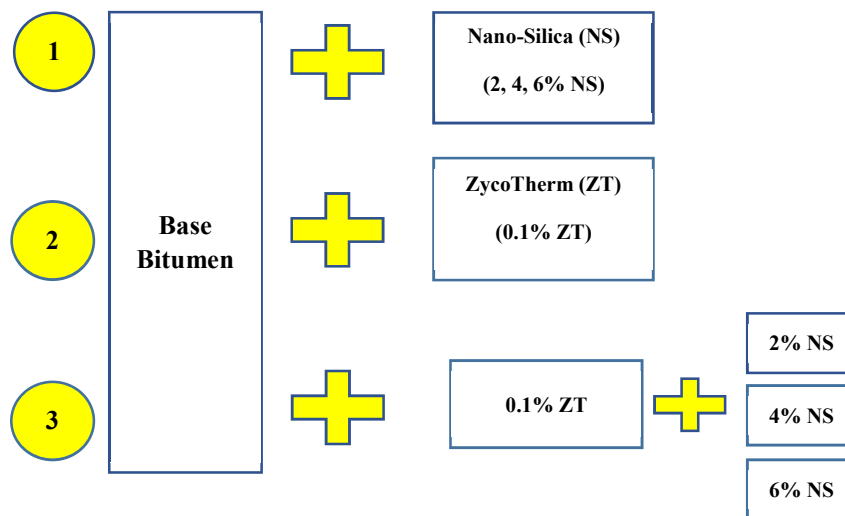 1
Base
Bitumen
Nano-Silica (NS)
(2, 4, 6% NS)
2
ZycoTherm (ZT)
(0.1% ZT)
3
0.1% ZT
2% NS
4% NS
6% NS